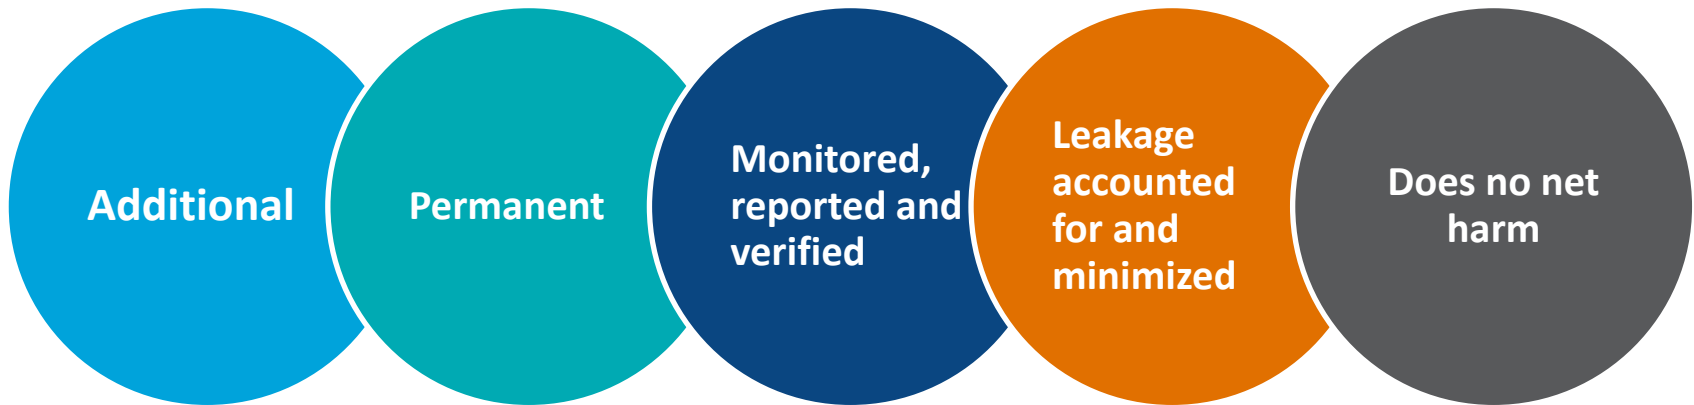 Additional
Permanent
Monitored,
reported and
verified
Leakage
accounted
for and
minimized
Does no net
harm